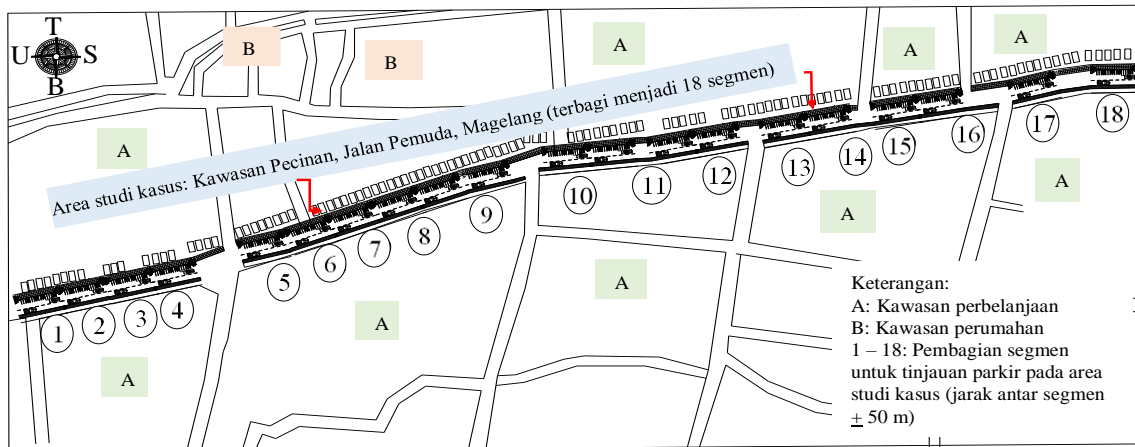 T
U S
B
B
B
A
A
A
A
Area studi kasus: Kawasan Pecinan, Jalan Pemuda, Magelang (terbagi menjadi 18 segmen)
1
2
3
4
5
6
7
8
9
10
11
12
13
14
15
16
17
18
A
A
A
A
A
Keterangan:
A: Kawasan perbelanjaan
B: Kawasan perumahan
1 – 18: Pembagian segmen
untuk tinjauan parkir pada area
studi kasus (jarak antar segmen
± 50 m)